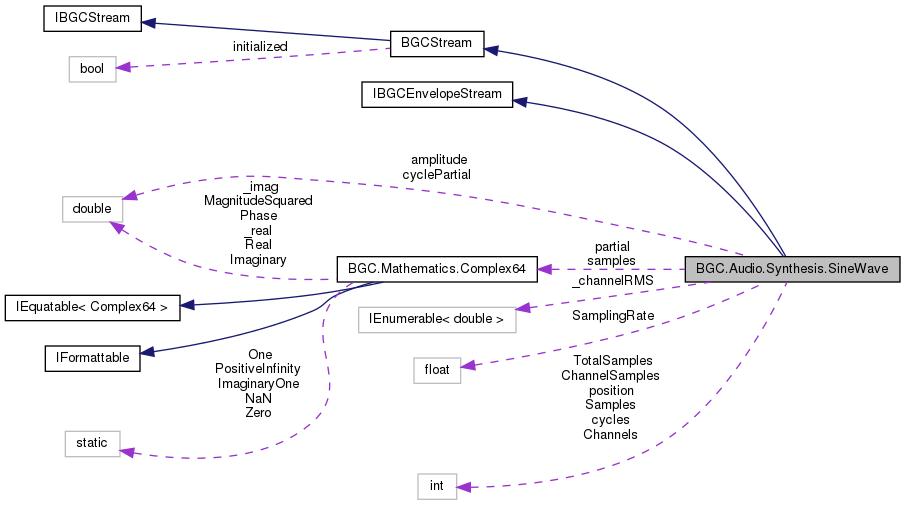 IBGCStream
BGCStream
initialized
bool
IBGCEnvelopeStream
amplitude
cyclePartial
_imag
MagnitudeSquared
Phase
_real
Real
Imaginary
double
partial
samples
BGC.Mathematics.Complex64
BGC.Audio.Synthesis.SineWave
_channelRMS
IEquatable< Complex64 >
IEnumerable< double >
SamplingRate
IFormattable
One
PositiveInfinity
ImaginaryOne
NaN
Zero
float
TotalSamples
ChannelSamples
position
Samples
cycles
Channels
static
int